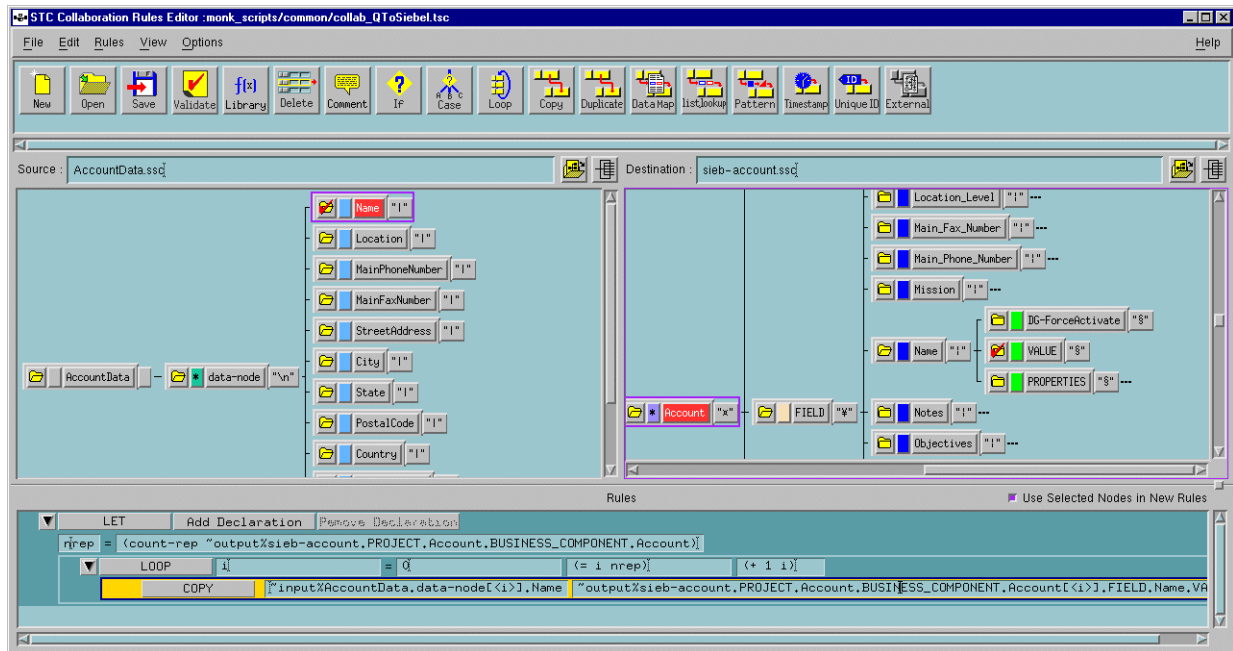 STC Collaboration Rules Editor :monk_scripts/common/collab_QToSiebel.tsc
File Edit Rules View Options Help
New Open Save Validate Library Delete Comment If Case Loop Copy Duplicate Data Map listlookup Pattern Timestamp Unique ID External
Source : AccountData.ssc Destination : sieb-account.ssc
Name "|" Location_Level "¦"
Location "|" Main_Fax_Number "¦"
MainPhoneNumber "|" Main_Phone_Number "¦"
MainFaxNumber "|" Mission "¦"
StreetAddress "|" DG-ForceActivate "§"
AccountData * data-node "\n" City "|" Name "¦" VALUE "§"
State "|" PROPERTIES "§"
PostalCode "|" * Account "×" FIELD "¥" Notes "¦"
Country "|" Objectives "¦"
Rules Use Selected Nodes in New Rules
LET Add Declaration Remove Declaration
nrep = (count-rep ~output%sieb-account.PROJECT.Account.BUSINESS_COMPONENT.Account)
LOOP i = 0 (= i nrep) (+ 1 i)
COPY ~input%AccountData.data-node[<i>].Name ~output%sieb-account.PROJECT.Account.BUSINESS_COMPONENT.Account[<i>].FIELD.Name.VA